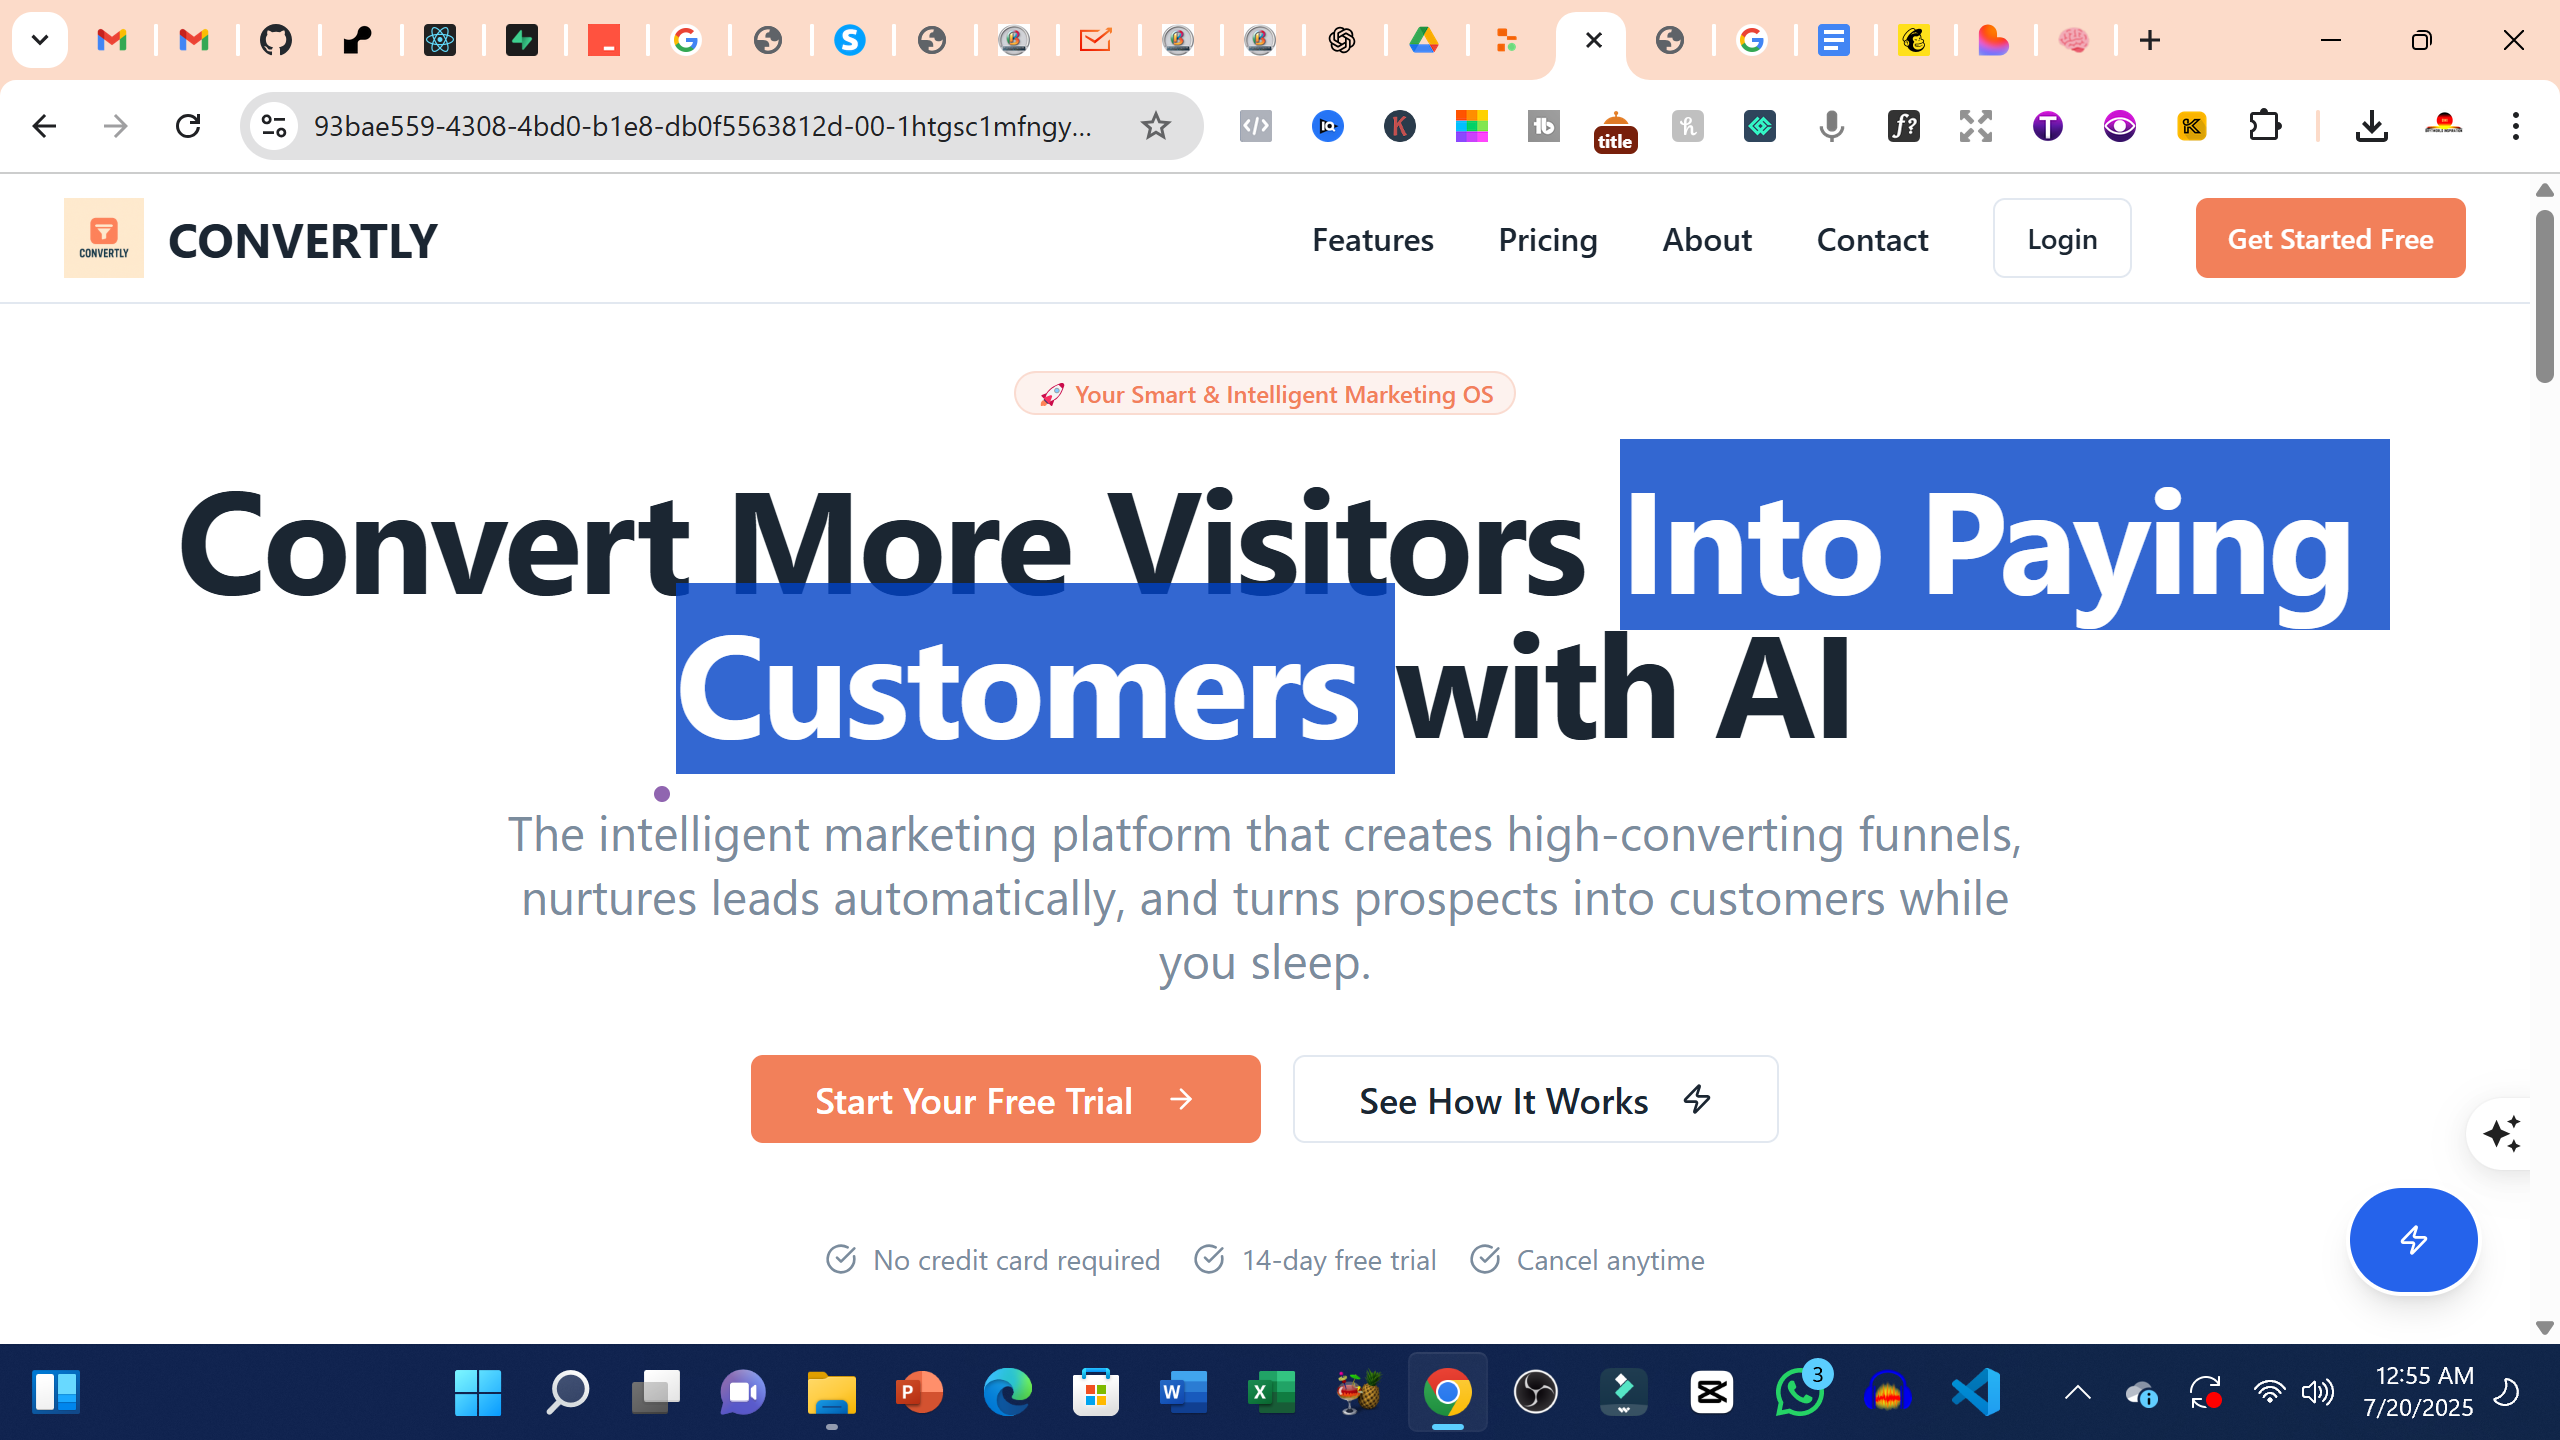 93bae559-4308-4bd0-b1e8-db0f5563812d-00-1htgsc1mfngy...
title
CONVERTLY
CONVERTLY
Features
Pricing
About
Contact
Login
Get Started Free
🚀 Your Smart & Intelligent Marketing OS
Convert More Visitors Into Paying
Customers with AI
The intelligent marketing platform that creates high-converting funnels,
nurtures leads automatically, and turns prospects into customers while
you sleep.
Start Your Free Trial →
See How It Works
No credit card required
14-day free trial
Cancel anytime
3
12:55 AM
7/20/2025